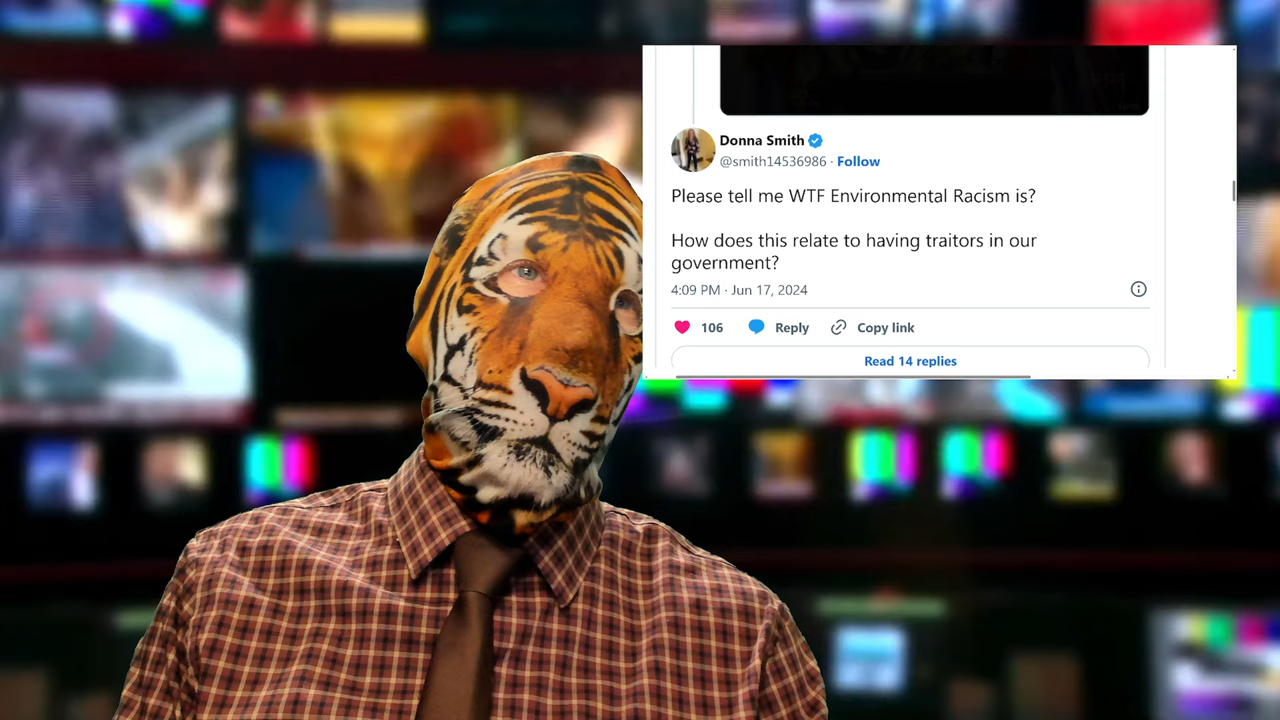 Donna Smith
@smith14536986 · Follow
Please tell me WTF Environmental Racism is?
How does this relate to having traitors in our
government?
4:09 PM · Jun 17, 2024
106 Reply Copy link
Read 14 replies